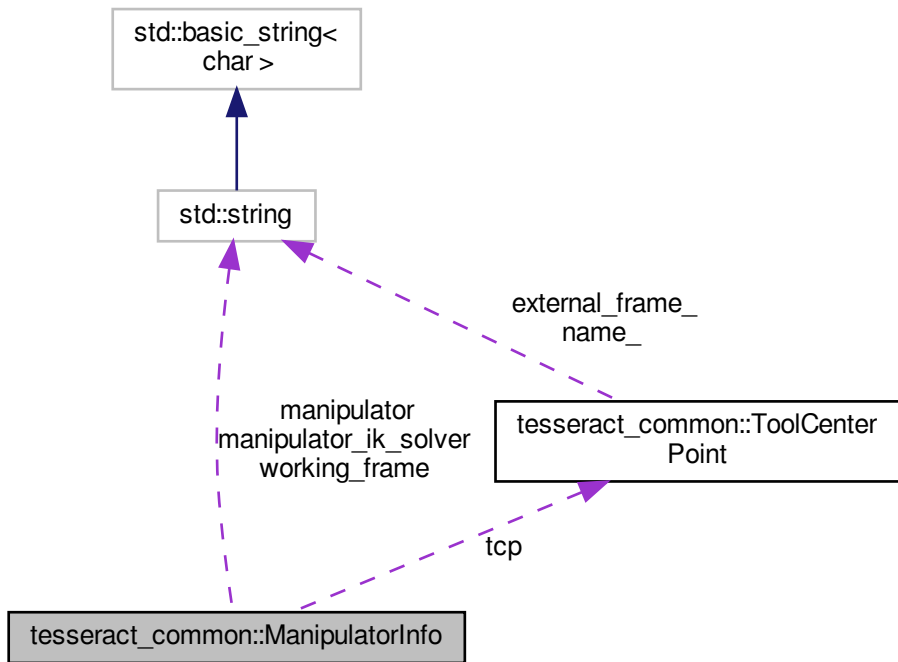 std::basic_string<
char >
std::string
external_frame_
name_
manipulator
manipulator_ik_solver
working_frame
tesseract_common::ToolCenter
Point
tcp
tesseract_common::ManipulatorInfo